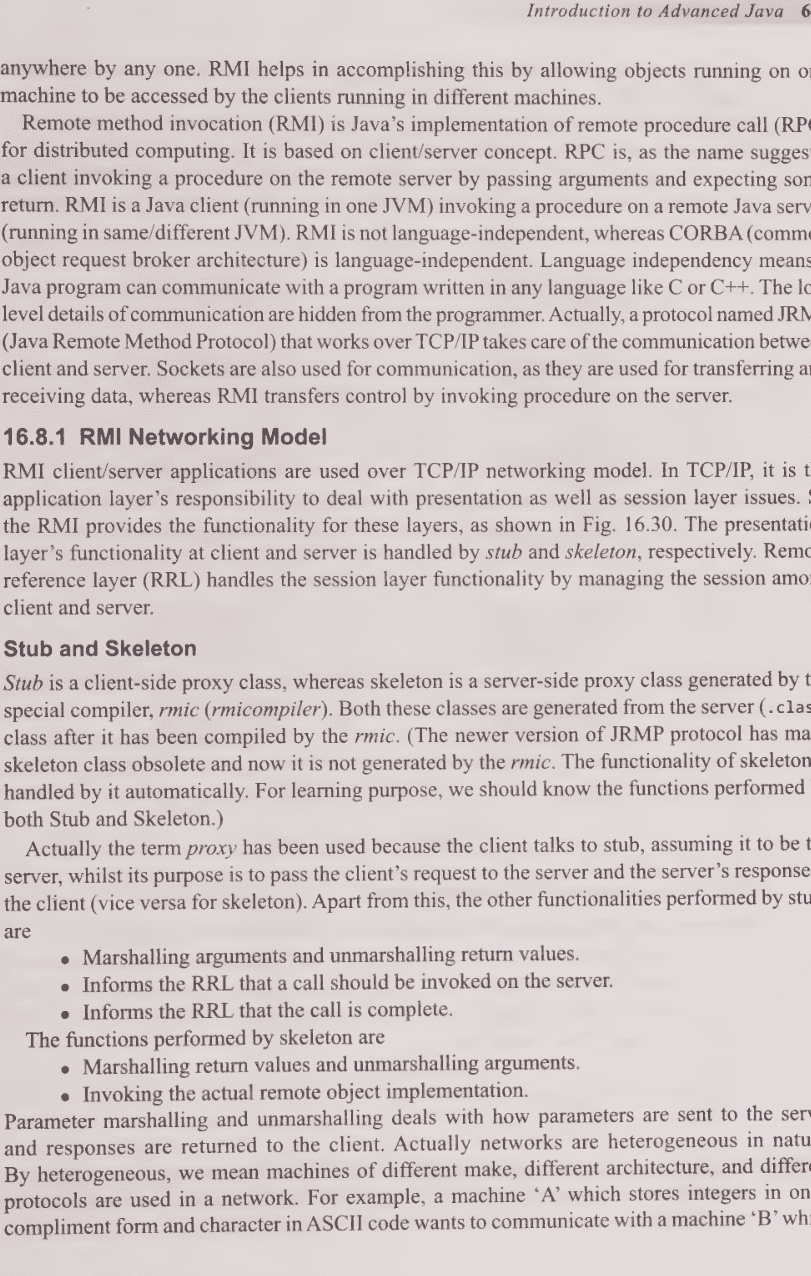 Introduction to Advanced Java 6
anywhere by any one. RMI helps in accomplishing this by allowing objects running on
machine to be accessed by the clients running in different machines.
Remote method invocation (RMI) is Java's implementation of remote procedure call (RPC
for distributed computing. It is based on client/server concept. RPC is, as the name sugges
a client invoking a procedure on the remote server by passing arguments and expecting som
return. RMI is a Java client (running in one JVM) invoking a procedure on a remote Java serv
(running in same/different JVM). RMI is not language-independent, whereas CORBA (comm
object request broker architecture) is language-independent. Language independency means
Java program can communicate with a program written in any language like C or C++. The lo
level details of communication are hidden from the programmer. Actually, a protocol named JRM
(Java Remote Method Protocol) that works over TCP/IP takes care of the communication betwe
client and server. Sockets are also used for communication, as they are used for transferring a
receiving data, whereas RMI transfers control by invoking procedure on the server.
16.8.1 RMI Networking Model
RMI client/server applications are used over TCP/IP networking model. In TCP/IP, it is t
application layer's responsibility to deal with presentation as well as session layer issues. S
the RMI provides the functionality for these layers, as shown in Fig. 16.30. The presentati
layer's functionality at client and server is handled by stub and skeleton, respectively. Remo
reference layer (RRL) handles the session layer functionality by managing the session amo
client and server.
Stub and Skeleton
Stub is a client-side proxy class, whereas skeleton is a server-side proxy class generated by t
special compiler, rmic (rmicompiler). Both these classes are generated from the server (.clas
class after it has been compiled by the rmic. (The newer version of JRMP protocol has ma
skeleton class obsolete and now it is not generated by the rmic. The functionality of skeleton
handled by it automatically. For learning purpose, we should know the functions performed
both Stub and Skeleton.)
Actually the term proxy has been used because the client talks to stub, assuming it to be t
server, whilst its purpose is to pass the client's request to the server and the server's response
the client (vice versa for skeleton). Apart from this, the other functionalities performed by stu
are
• Marshalling arguments and unmarshalling return values.
• Informs the RRL that a call should be invoked on the server.
• Informs the RRL that the call is complete.
The functions performed by skeleton are
• Marshalling return values and unmarshalling arguments.
• Invoking the actual remote object implementation.
Parameter marshalling and unmarshalling deals with how parameters are sent to the serv
and responses are returned to the client. Actually networks are heterogeneous in natu
By heterogeneous, we mean machines of different make, different architecture, and differe
protocols are used in a network. For example, a machine ‘A’ which stores integers in on
compliment form and character in ASCII code wants to communicate with a machine ‘B’ whi